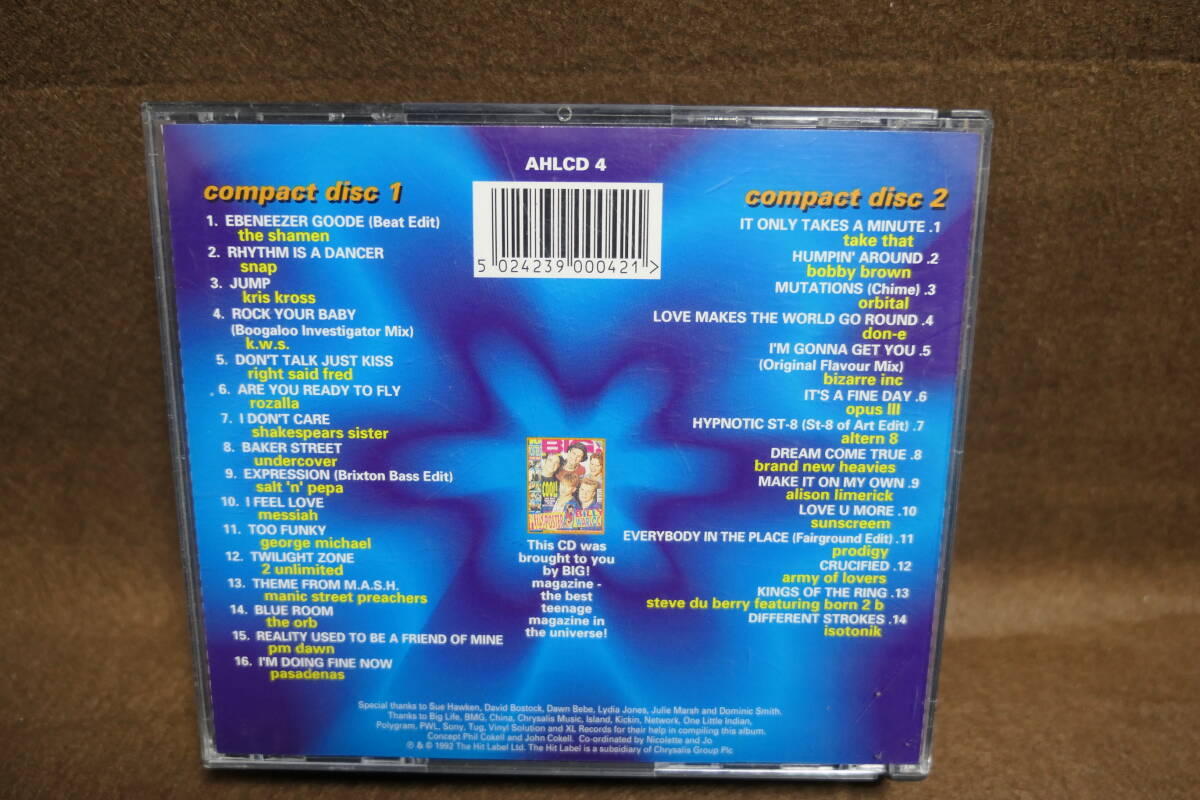 AHLCD 4
compact disc 1
1. EBENEEZER GOODE (Beat Edit)
the shamen
2. RHYTHM IS A DANCER
snap
3. JUMP
kris kross
4. ROCK YOUR BABY
(Boogaloo Investigator Mix)
k.w.s.
5. DON'T TALK JUST KISS
right said fred
6. ARE YOU READY TO FLY
rozalla
7. I DON'T CARE
shakespears sister
8. BAKER STREET
undercover
9. EXPRESSION (Brixton Bass Edit)
salt 'n' pepa
10. I FEEL LOVE
messiah
11. TOO FUNKY
george michael
12. TWILIGHT ZONE
2 unlimited
13. THEME FROM M.A.S.H.
manic street preachers
14. BLUE ROOM
the orb
15. REALITY USED TO BE A FRIEND OF MINE
pm dawn
16. I'M DOING FINE NOW
pasadenas
5 024239 000421 >
compact disc 2
IT ONLY TAKES A MINUTE .1
take that
HUMPIN' AROUND .2
bobby brown
MUTATIONS (Chime) .3
orbital
LOVE MAKES THE WORLD GO ROUND .4
don-e
I'M GONNA GET YOU .5
(Original Flavour Mix)
bizarre inc
IT'S A FINE DAY .6
opus III
HYPNOTIC ST-8 (St-8 of Art Edit) .7
altern 8
DREAM COME TRUE .8
brand new heavies
MAKE IT ON MY OWN .9
alison limerick
LOVE U MORE .10
sunscreem
EVERYBODY IN THE PLACE (Fairground Edit) .11
prodigy
CRUCIFIED .12
army of lovers
KINGS OF THE RING .13
steve du berry featuring born 2 b
DIFFERENT STROKES .14
isotonik
BIG!
COOL!
This CD was
brought to you
by BIG!
magazine -
the best
teenage
magazine in
the universe!
Special thanks to Sue Hawken, David Bostock, Dawn Bebe, Lydia Jones, Julie Marsh and Dominic Smith.
Thanks to Big Life, BMG, China, Chrysalis Music, Island, Kickin, Network, One Little Indian,
Polygram, PWL, Sony, Tug, Vinyl Solution and XL Records for their help in compiling this album.
Concept Phil Cokell and John Cokell. Co-ordinated by Nicolette and Jo
℗ & © 1992 The Hit Label Ltd. The Hit Label is a subsidiary of Chrysalis Group Plc